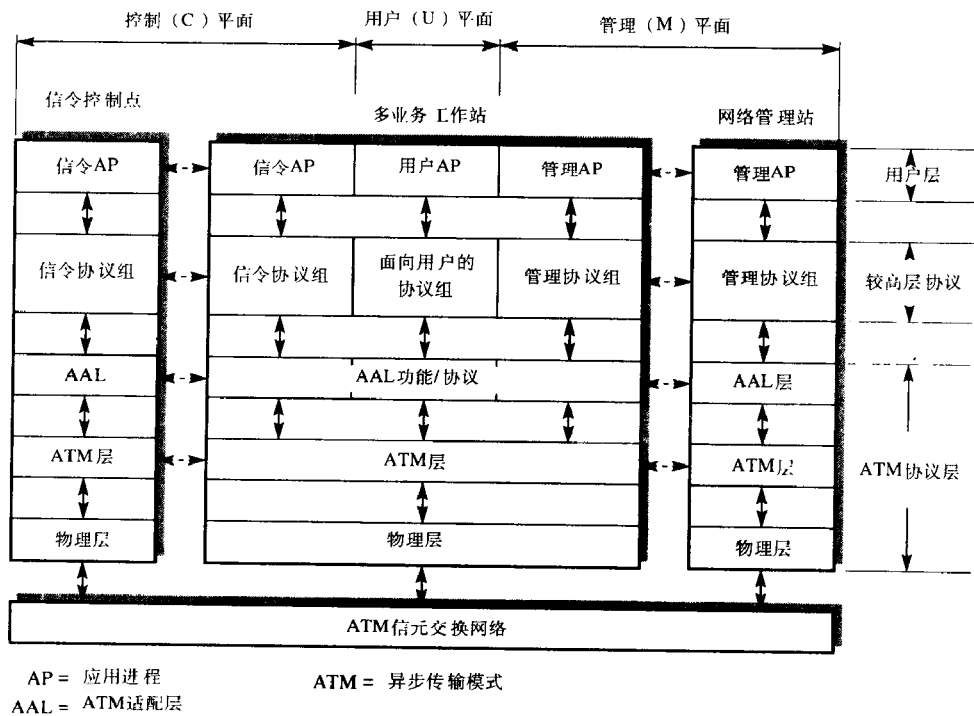 控制（C）平面 用户（U）平面 管理（M）平面
信令控制点 多业务工作站 网络管理站
信令AP 信令AP 用户AP 管理AP 管理AP 用户层
信令协议组 信令协议组 面向用户的 管理协议组 管理协议组 较高层协议
协议组
AAL AAL功能/协议 AAL层
ATM层 ATM层 ATM层 ATM协议层
物理层 物理层 物理层
ATM信元交换网络
AP = 应用进程 ATM = 异步传输模式
AAL = ATM适配层